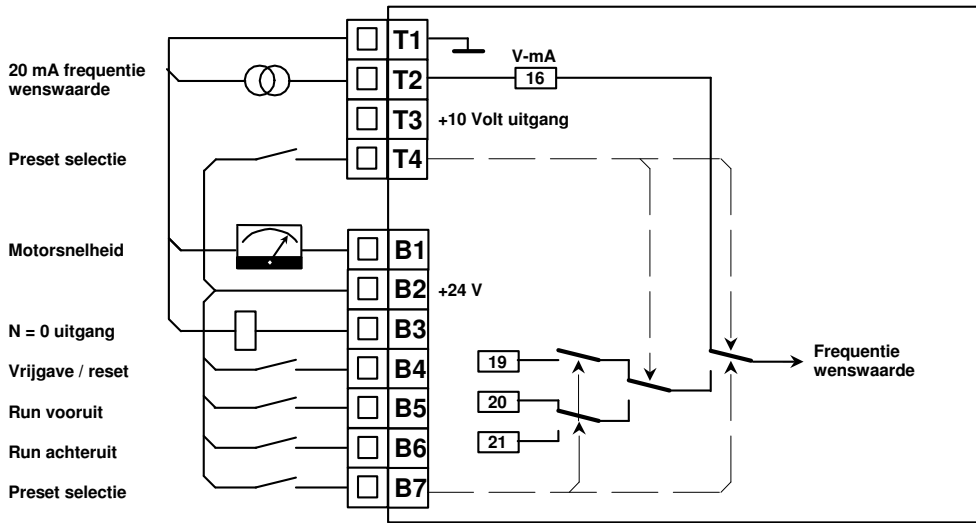 T1
V-mA
20 mA frequentie
wenswaarde
T2
16
T3 +10 Volt uitgang
Preset selectie
T4
Motorsnelheid
B1
B2 +24 V
N = 0 uitgang
B3
Vrijgave / reset
B4
19
Frequentie
wenswaarde
Run vooruit
B5
20
Run achteruit
B6
21
Preset selectie
B7